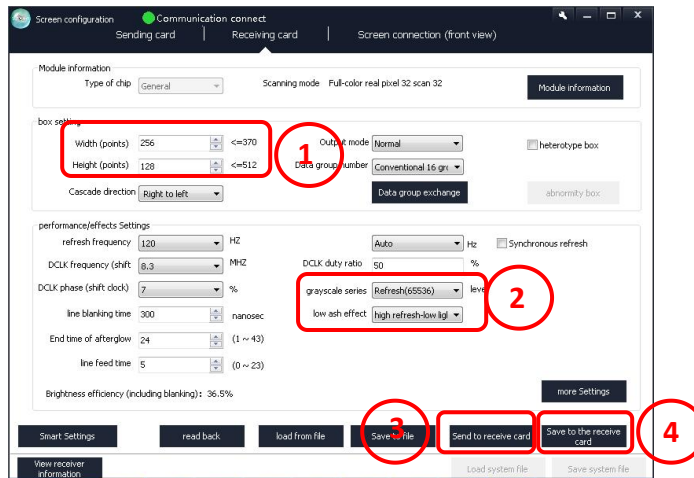 Screen configuration Communication connect
Sending card Receiving card Screen connection (front view)
Module information
Type of chip General Scanning mode Full-color real pixel 32 scan 32 Module information
box setting
Width (points) 256 <=370 Output mode Normal heterotype box
1
Height (points) 128 <=512 Data group number Conventional 16 gr
Cascade direction Right to left Data group exchange abnormity box
performance/effects Settings
refresh frequency 120 HZ Auto Hz Synchronous refresh
DCLK frequency (shift 8.3 MHZ DCLK duty ratio 50 %
DCLK phase (shift clock) 7 % grayscale series Refresh(65536) leve
2
line blanking time 300 nanosec low ash effect high refresh-low ligl
End time of afterglow 24 (1 ~ 43)
line feed time 5 (0 ~ 23)
Brightness efficiency (including blanking): 36.5% more Settings
3 4
Smart Settings read back load from file Save to file Send to receive card Save to the receive
card
View receiver
information Load system file Save system file